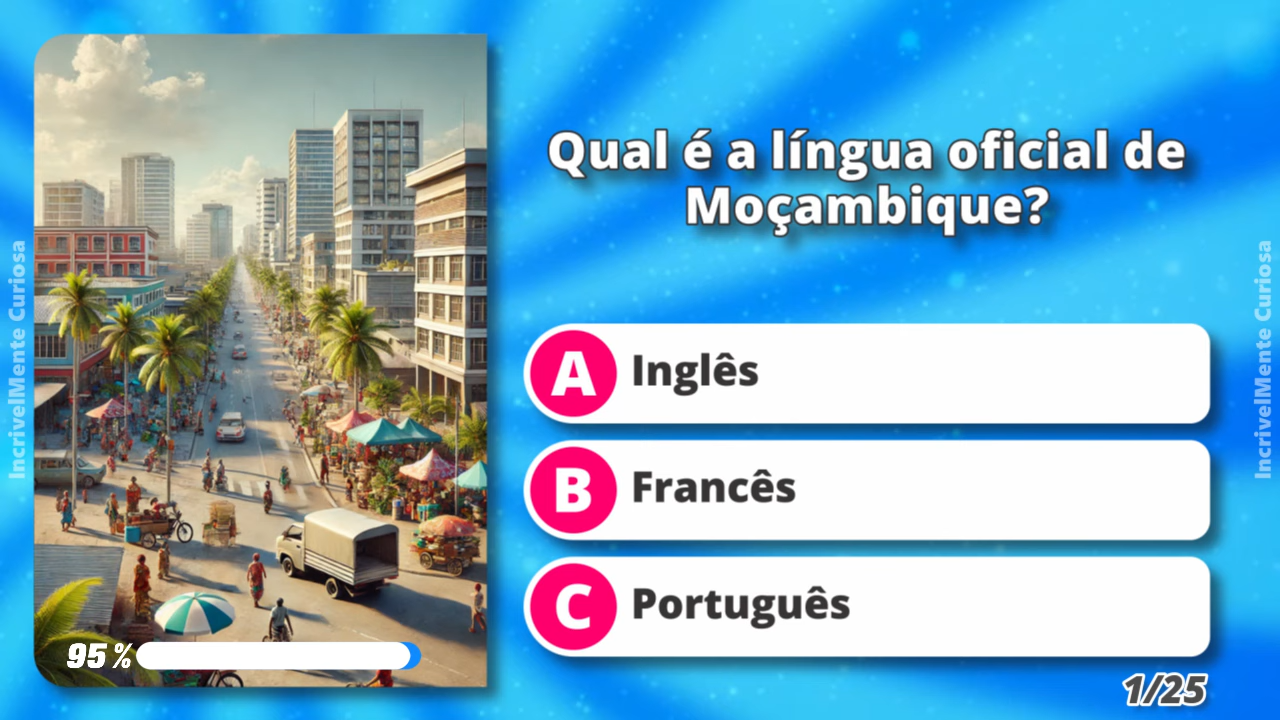 Qual é a língua oficial de
Moçambique?
A Inglês
B Francês
C Português
95%
1/25
IncrivelMente Curiosa
IncrivelMente Curiosa